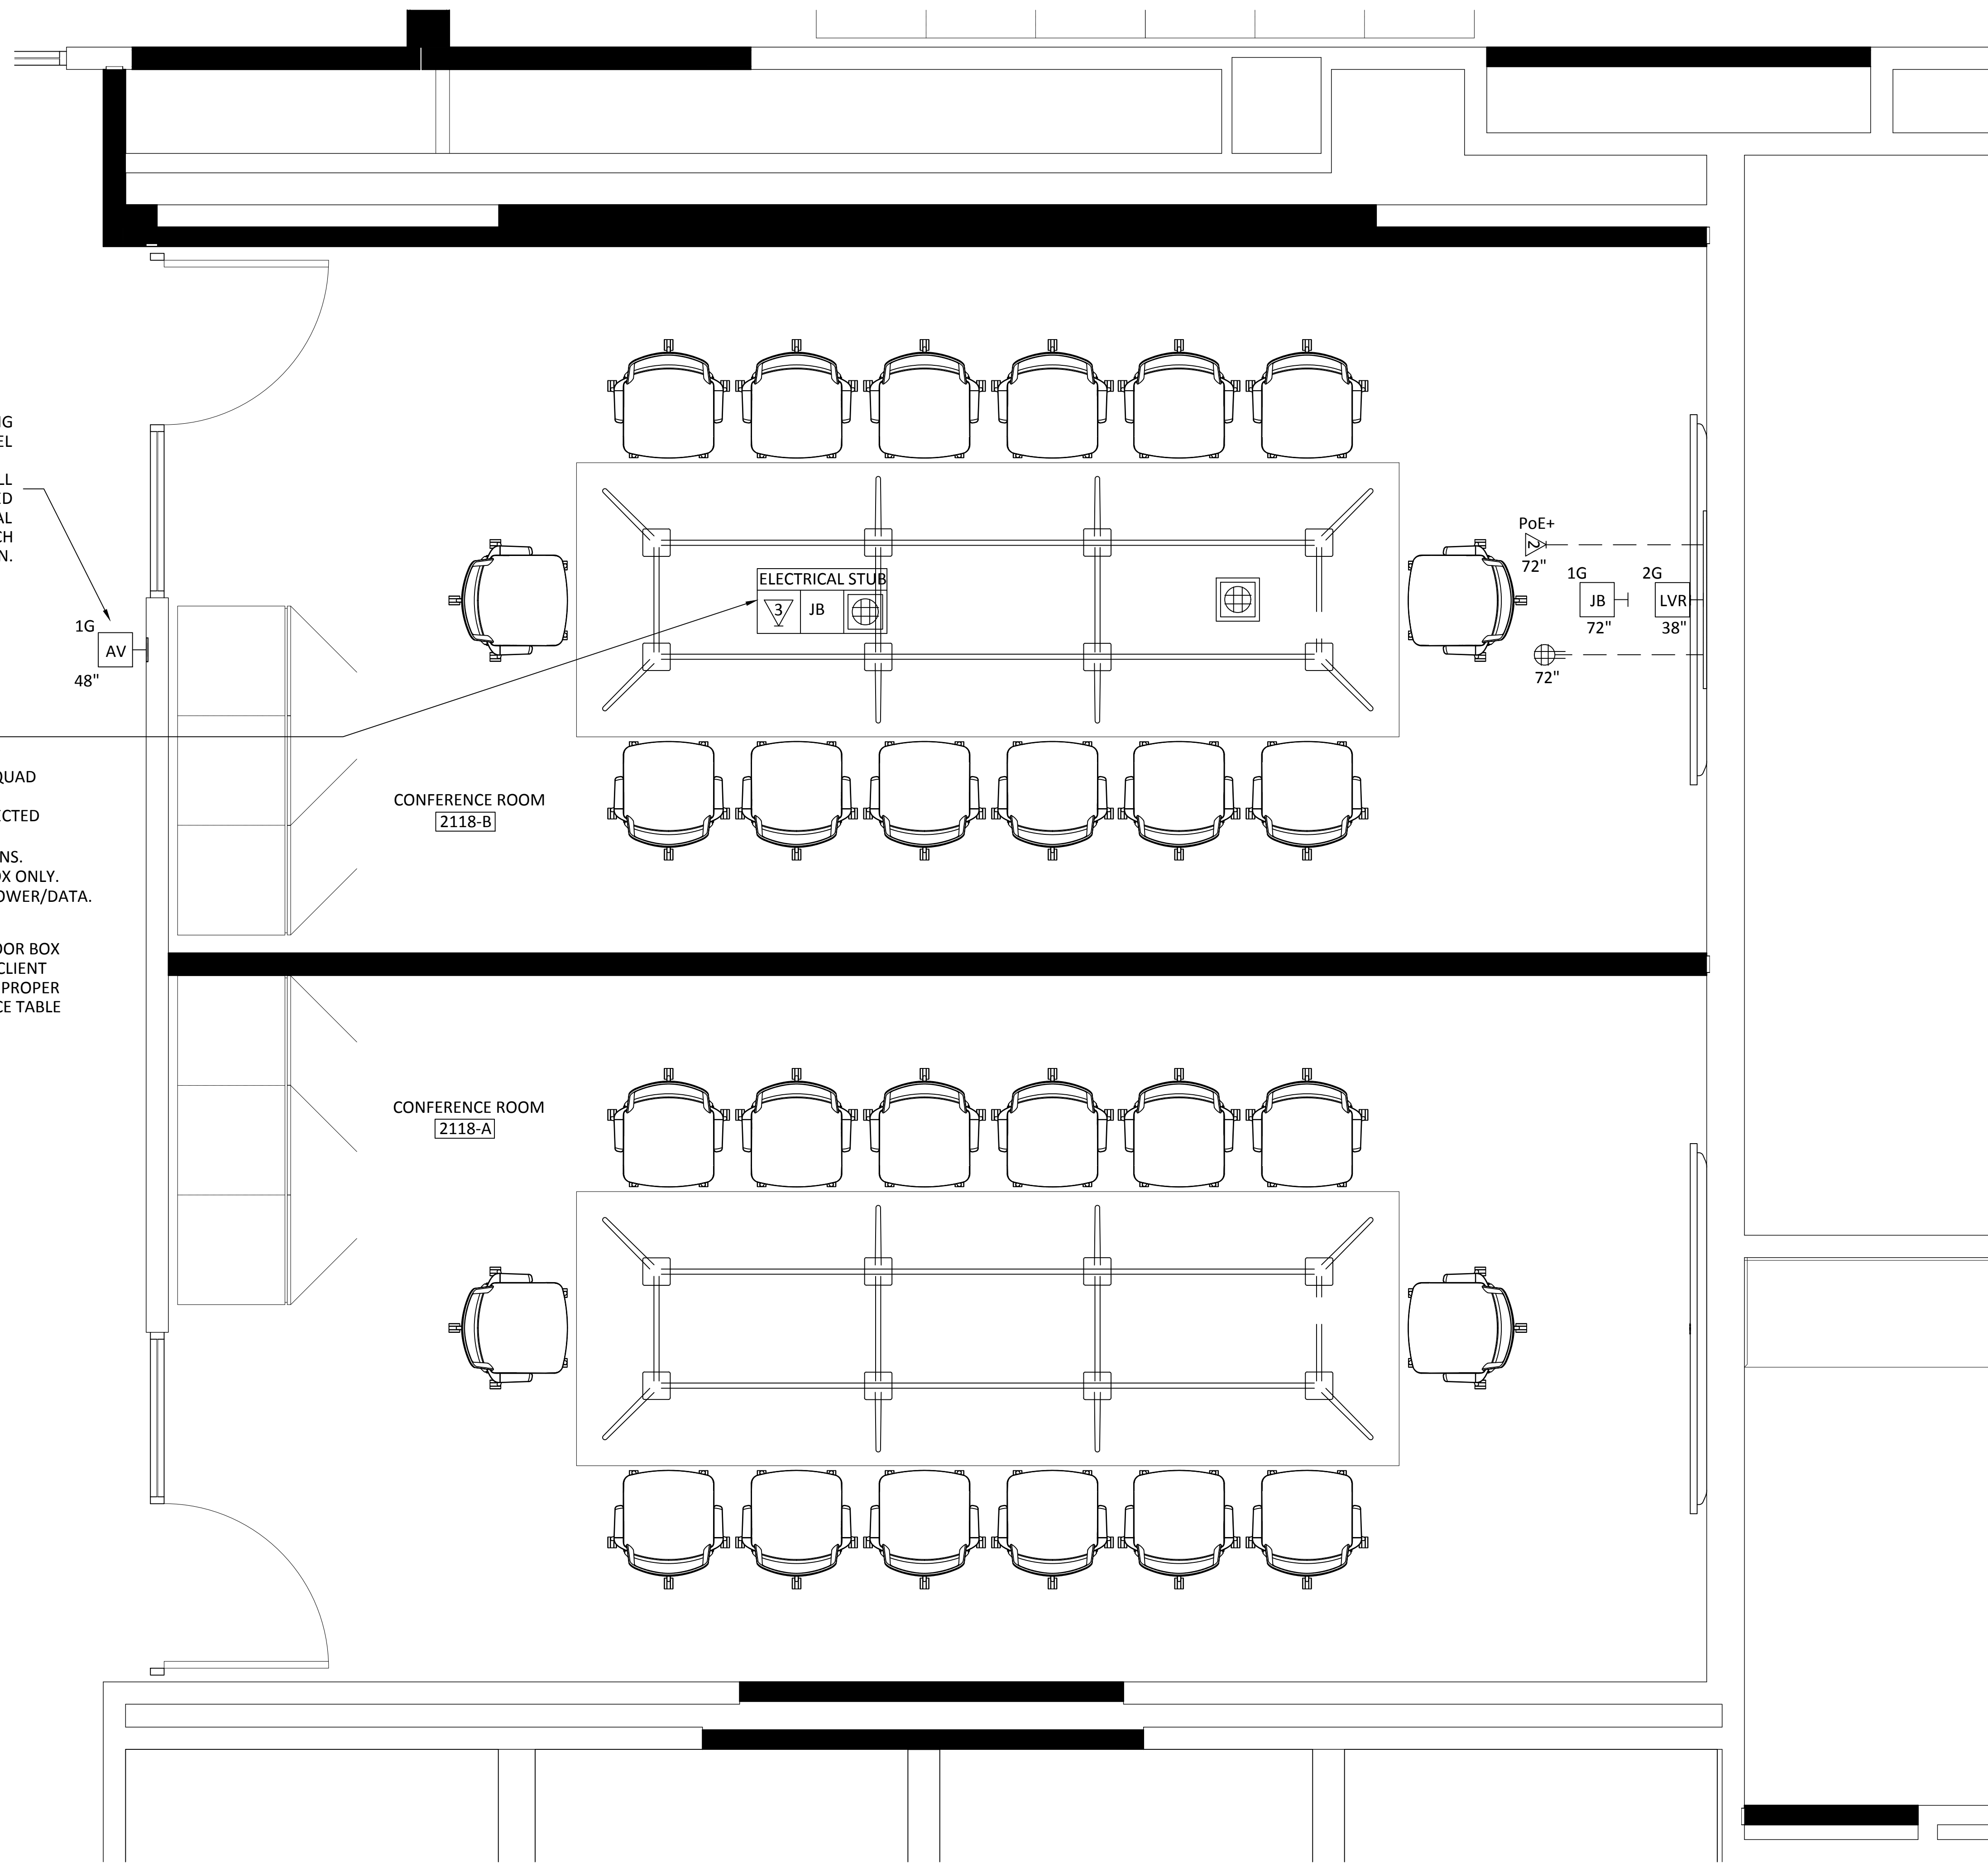 EL
LL
ED
AL
CH
N.
1G
AV
48"
QUAD
ECTED
NS.
OX ONLY.
OWER/DATA.
OOR BOX
CLIENT
PROPER
CE TABLE
ELECTRICAL STUB
3
JB
PoE+
2
72"
1G
JB
72"
2G
LVR
38"
72"
CONFERENCE ROOM
2118-B
CONFERENCE ROOM
2118-A